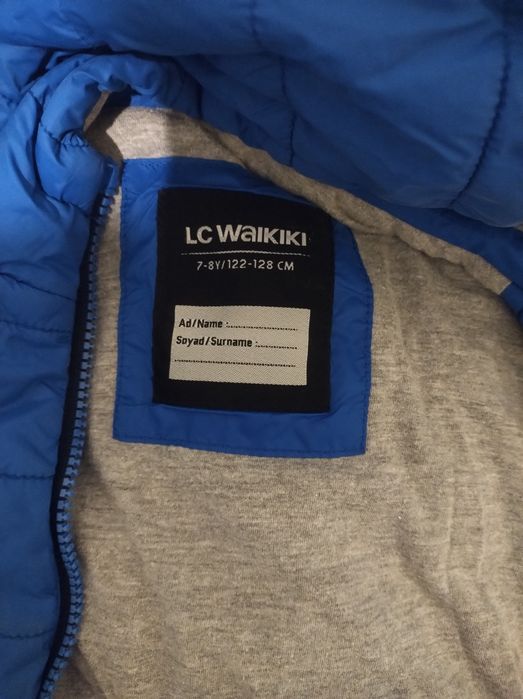 LC WAIKIKI
7-8Y/122-128 CM
Ad/Name :
Soyad/Surname :